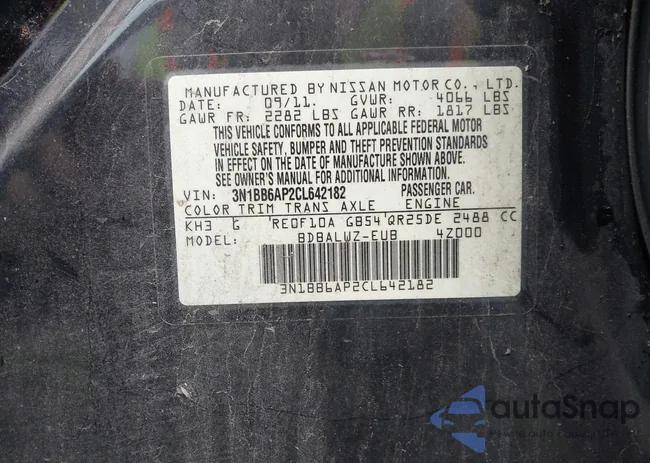 MANUFACTURED BY NISSAN MOTOR CO., LTD.
DATE: 09/11. GVWR: 4066 LBS
GAWR FR: 2282 LBS GAWR RR: 1817 LBS
THIS VEHICLE CONFORMS TO ALL APPLICABLE FEDERAL MOTOR
VEHICLE SAFETY, BUMPER, AND THEFT PREVENTION STANDARDS
IN EFFECT ON THE DATE OF MANUFACTURE SHOWN ABOVE.
SEE OWNER'S MANUAL FOR ADDITIONAL INFORMATION.
VIN: 3N1BB6AP2CL642182 PASSENGER CAR.
COLOR TRIM TRANS AXLE ENGINE
KH3 G RE0F10A GB54 QR25DE 2488 CC
MODEL: BDBALWZ-EUB 4Z000
3N1BB6AP2CL642182
autoSnap